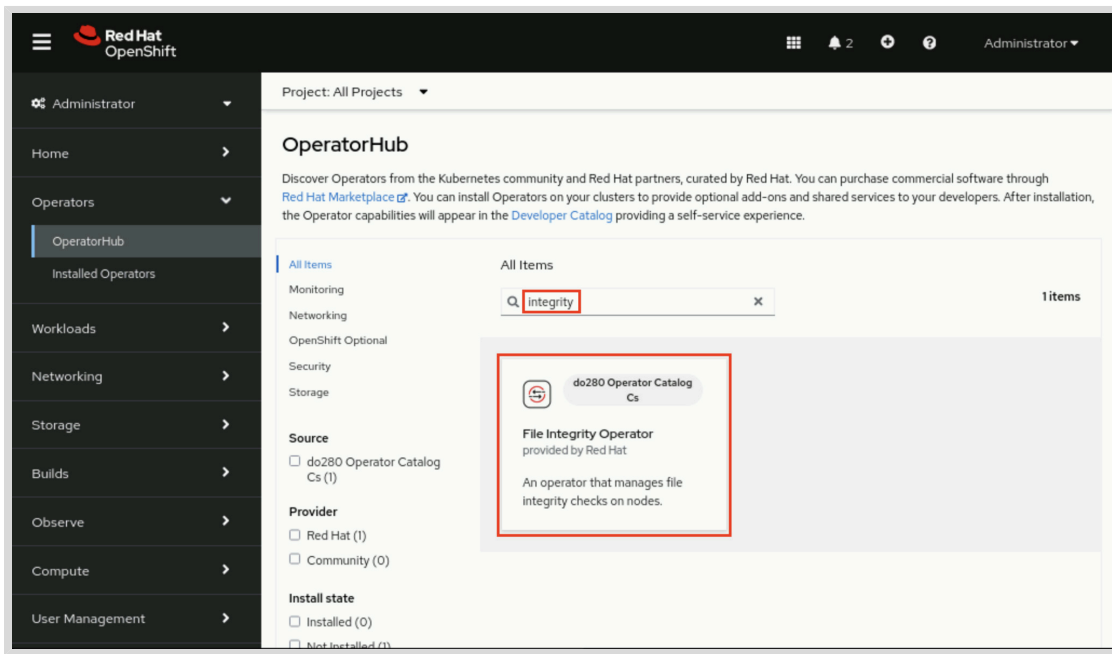 Red Hat
OpenShift
2
Administrator
Administrator
Home
Operators
OperatorHub
Installed Operators
Workloads
Networking
Storage
Builds
Observe
Compute
User Management
Project: All Projects
OperatorHub
Discover Operators from the Kubernetes community and Red Hat partners, curated by Red Hat. You can purchase commercial software through
Red Hat Marketplace. You can install Operators on your clusters to provide optional add-ons and shared services to your developers. After installation,
the Operator capabilities will appear in the Developer Catalog providing a self-service experience.
All Items
Monitoring
Networking
OpenShift Optional
Security
Storage
Source
do280 Operator Catalog
Cs (1)
Provider
Red Hat (1)
Community (0)
Install state
Installed (0)
Not Installed (1)
All Items
integrity
1 items
do280 Operator Catalog
Cs
File Integrity Operator
provided by Red Hat
An operator that manages file
integrity checks on nodes.